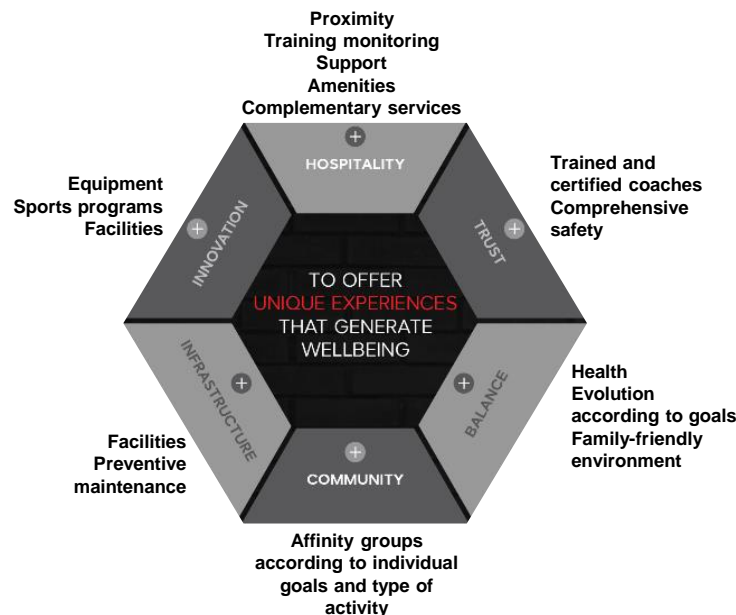 Proximity
Training monitoring
Support
Amenities
Complementary services
HOSPITALITY
Equipment
Sports programs
Facilities
INNOVATION
Trained and
certified coaches
Comprehensive
safety
TRUST
TO OFFER
UNIQUE EXPERIENCES
THAT GENERATE
WELLBEING
INFRASTRUCTURE
Facilities
Preventive
maintenance
BALANCE
Health
Evolution
according to goals
Family-friendly
environment
COMMUNITY
Affinity groups
according to individual
goals and type of
activity